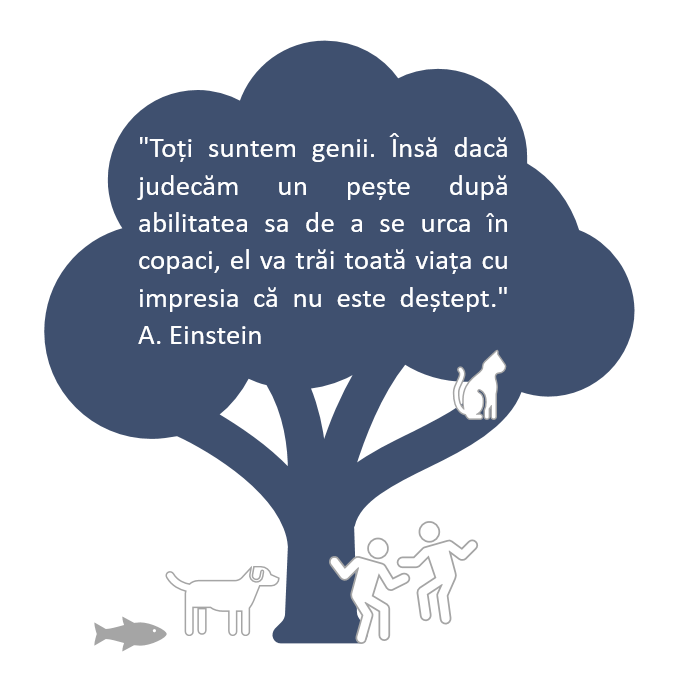 "Toți suntem genii. Însă dacă
judecăm un pește după
abilitatea sa de a se urca în
copaci, el va trăi toată viața cu
impresia că nu este deștept."
A. Einstein